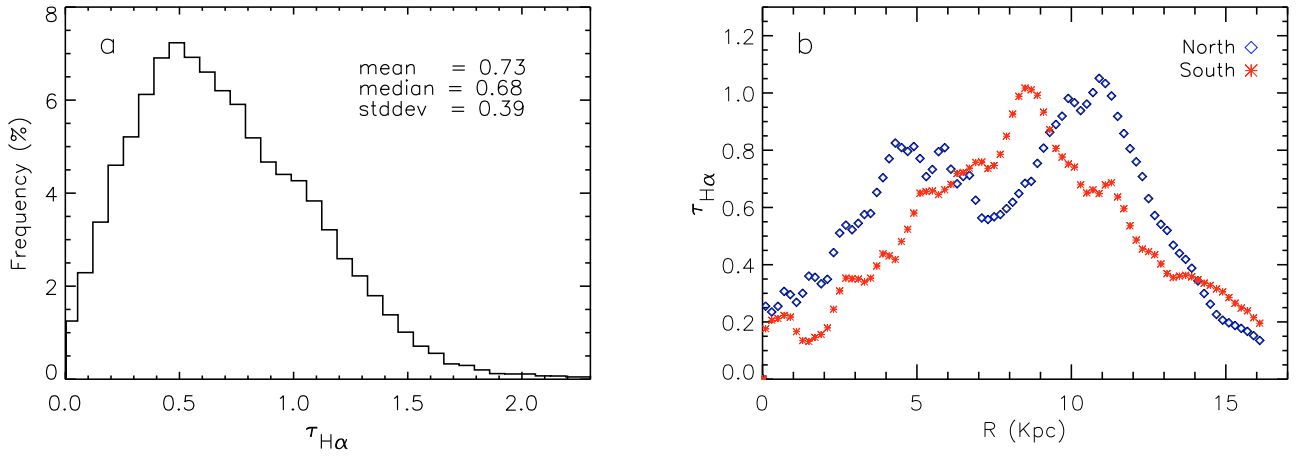 a
mean = 0.73
median = 0.68
stddev = 0.39
Frequency (%)
8
6
4
2
0
0.0 0.5 1.0 1.5 2.0
τHα
b
North
South
τHα
1.2
1.0
0.8
0.6
0.4
0.2
0.0
0 5 10 15
R (Kpc)